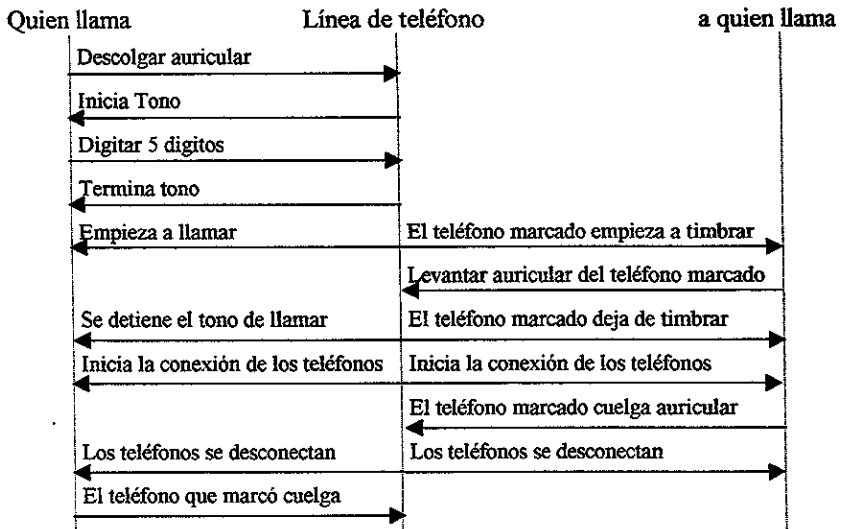 Quien llama Línea de teléfono a quien llama
Descolgar auricular
Inicia Tono
Digitar 5 digitos
Termina tono
Empieza a llamar El teléfono marcado empieza a timbrar
Levantar auricular del teléfono marcado
Se detiene el tono de llamar El teléfono marcado deja de timbrar
Inicia la conexión de los teléfonos Inicia la conexión de los teléfonos
El teléfono marcado cuelga auricular
Los teléfonos se desconectan Los teléfonos se desconectan
El teléfono que marcó cuelga